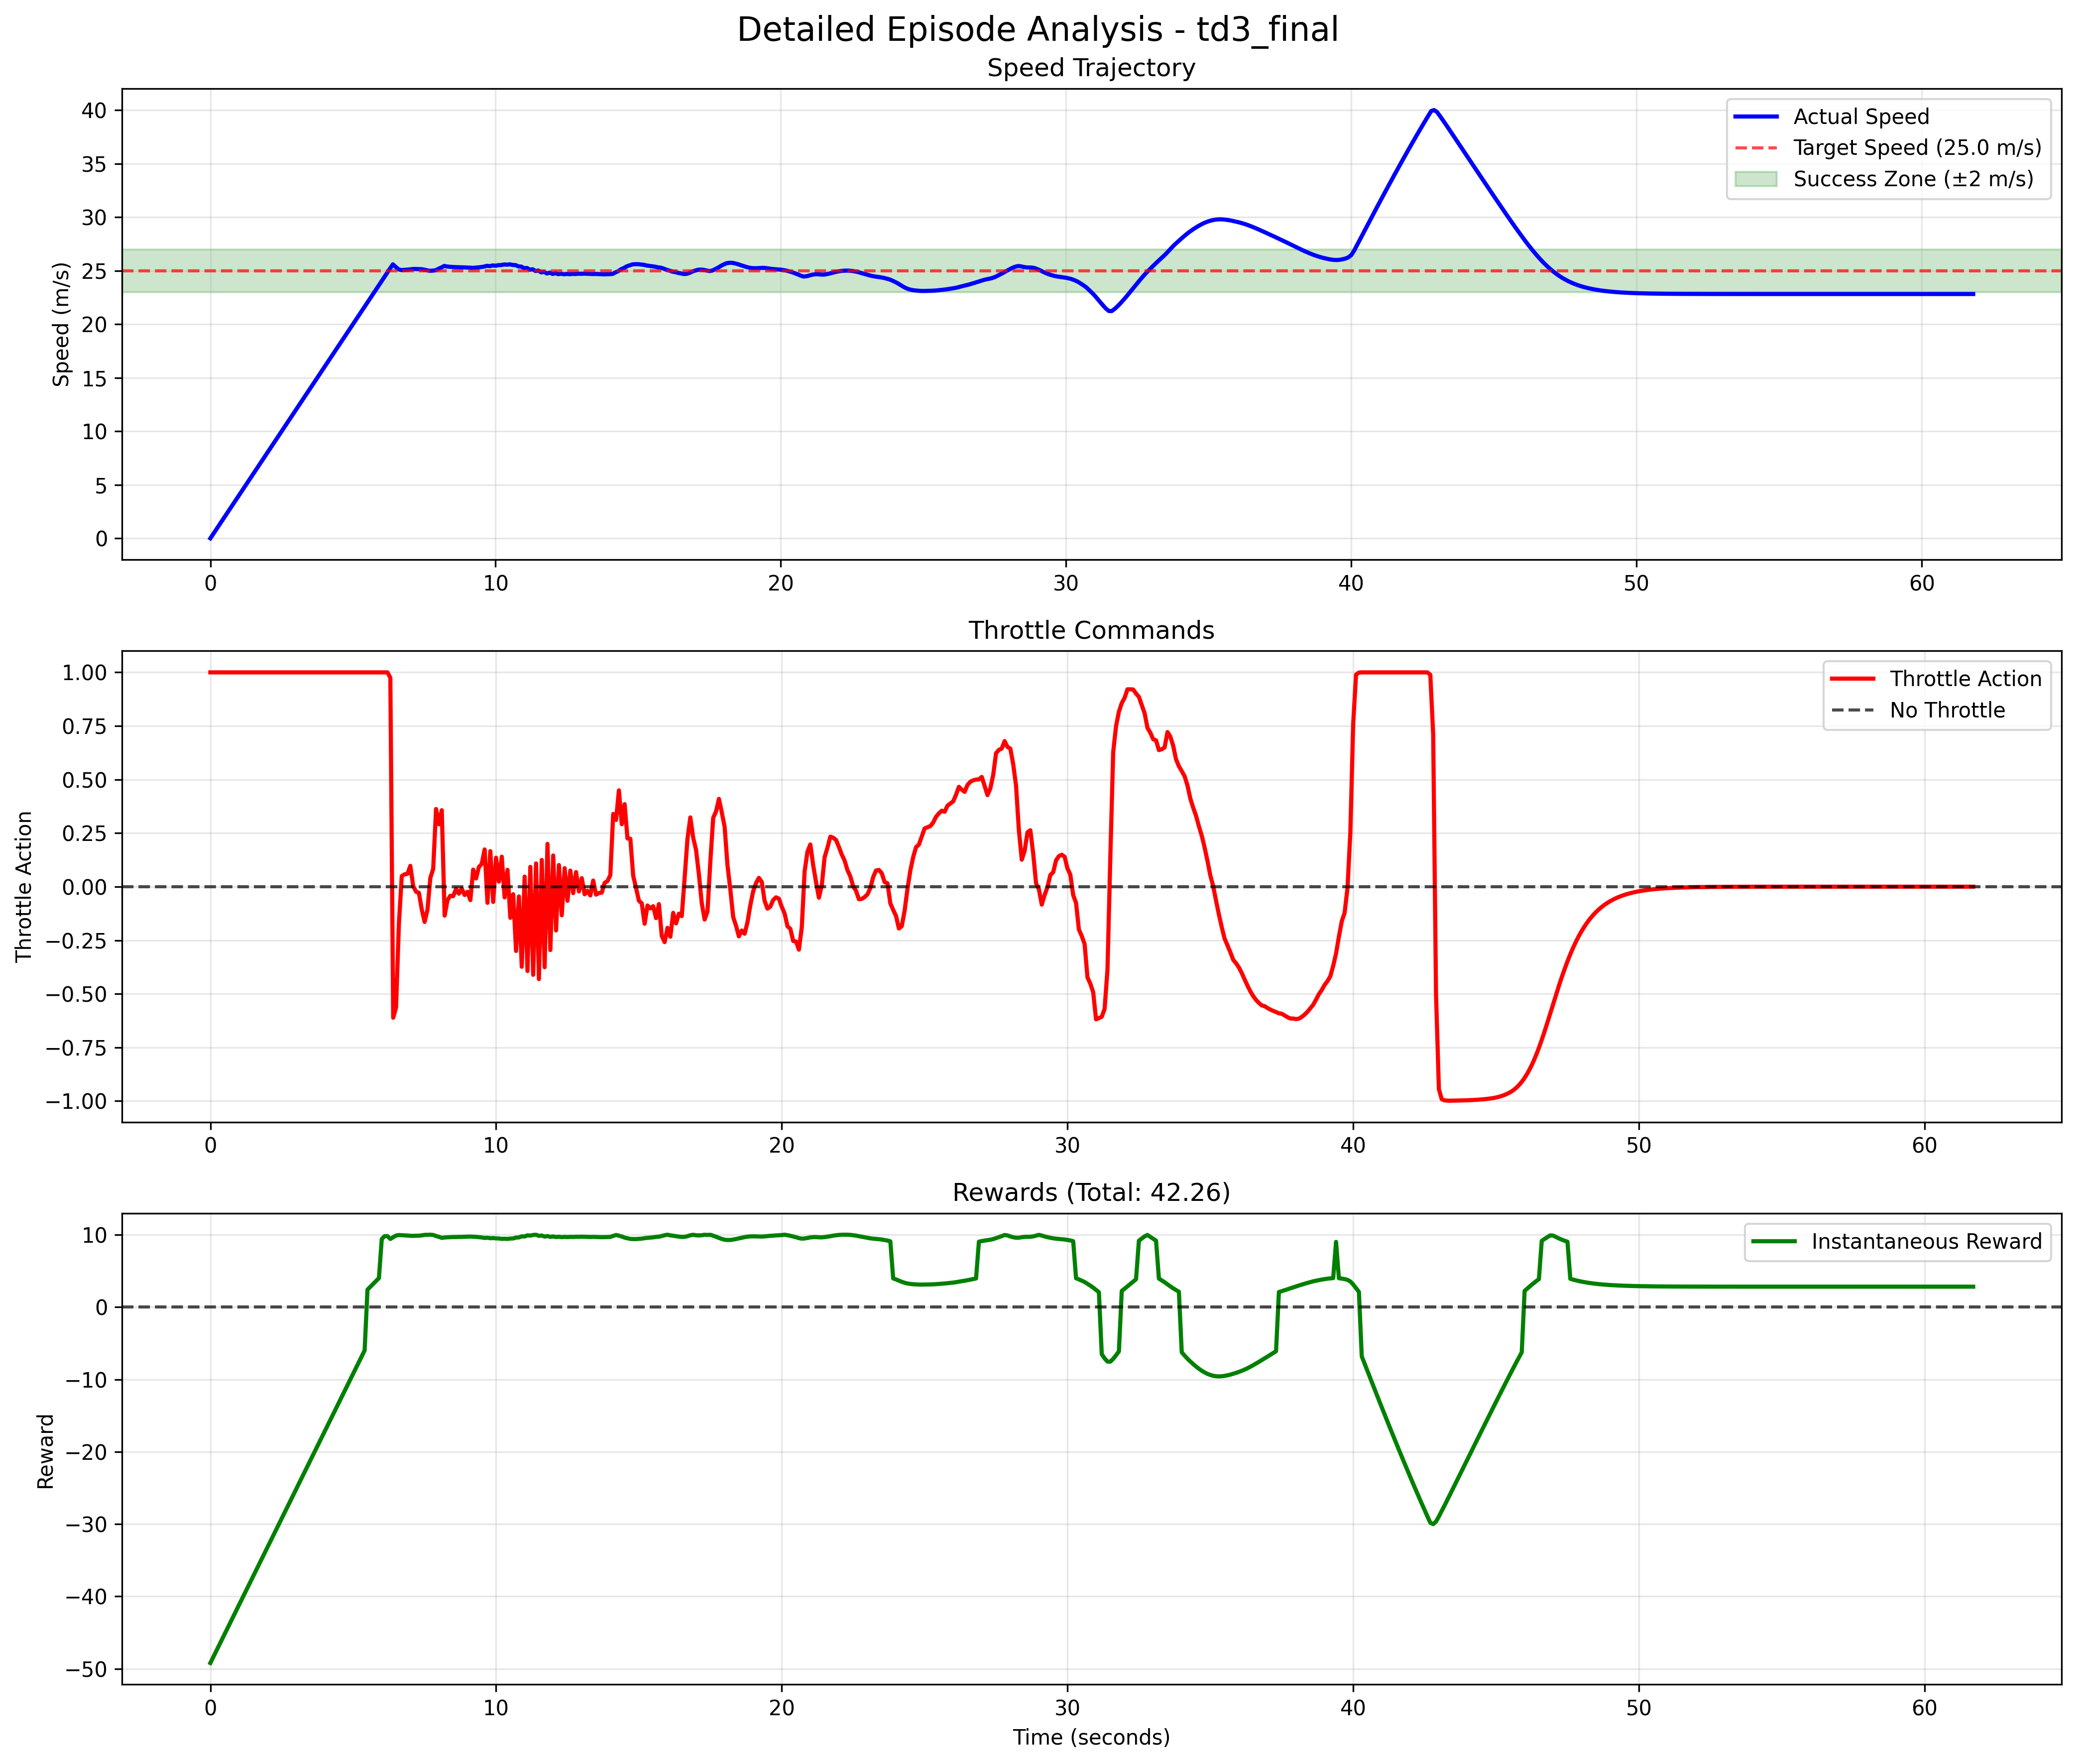 Detailed Episode Analysis - td3_final
Speed Trajectory
Speed (m/s)
40
35
30
25
20
15
10
5
0
Actual Speed
Target Speed (25.0 m/s)
Success Zone (±2 m/s)
0 10 20 30 40 50 60
Throttle Commands
Throttle Action
1.00
0.75
0.50
0.25
0.00
−0.25
−0.50
−0.75
−1.00
Throttle Action
No Throttle
0 10 20 30 40 50 60
Rewards (Total: 42.26)
Reward
10
0
−10
−20
−30
−40
−50
Instantaneous Reward
0 10 20 30 40 50 60
Time (seconds)